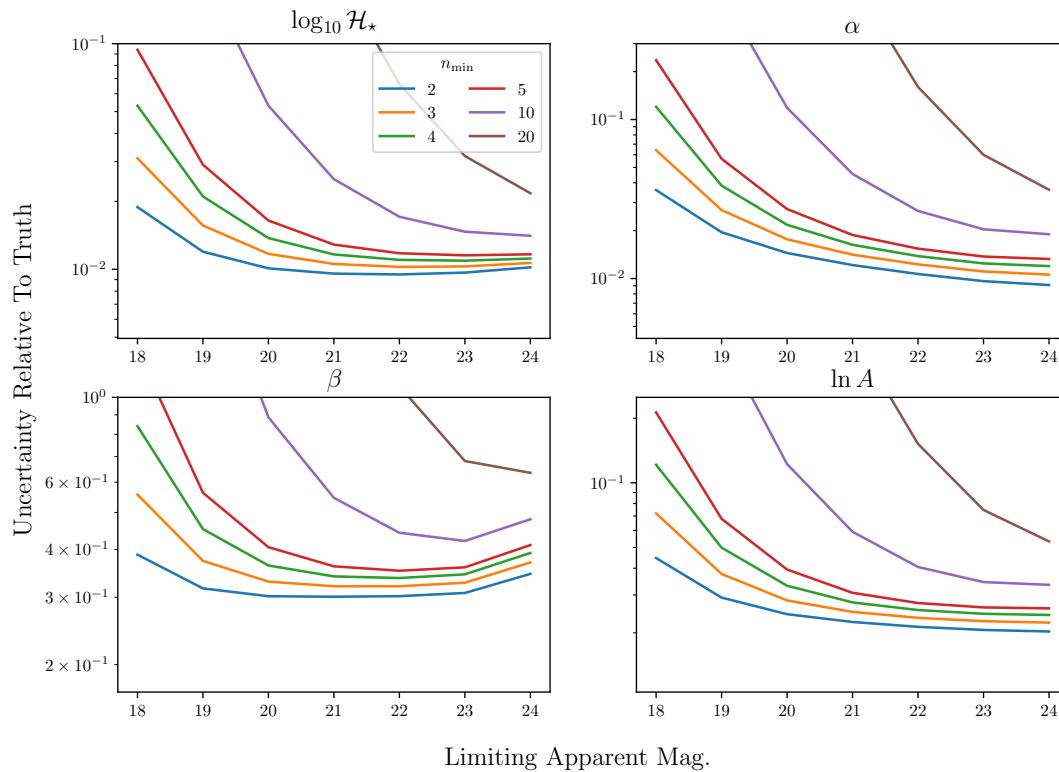 log₁₀ ℋ⋆
α
10⁻¹
10⁻²
n_min
2 5
3 10
4 20
18 19 20 21 22 23 24
10⁻¹
10⁻²
18 19 20 21 22 23 24
Uncertainty Relative To Truth
β
ln A
10⁰
6 × 10⁻¹
4 × 10⁻¹
3 × 10⁻¹
2 × 10⁻¹
18 19 20 21 22 23 24
10⁻¹
18 19 20 21 22 23 24
Limiting Apparent Mag.